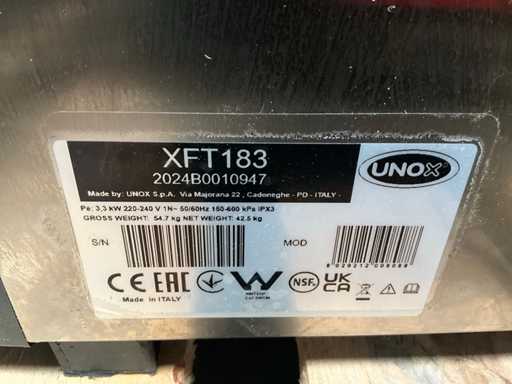 XFT183
2024B0010947
Made by: UNOX S.p.A. Via Majorana 22, Cadoneghe - PD - ITALY -
UNOX
Pe: 3,3 kW 220-240 V 1N~ 50/60Hz 150-600 kPa IPX3
GROSS WEIGHT: 54.7 kg NET WEIGHT: 42.5 kg
S/N
MOD
CE EAC W NSF. UK CA
Made in ITALY